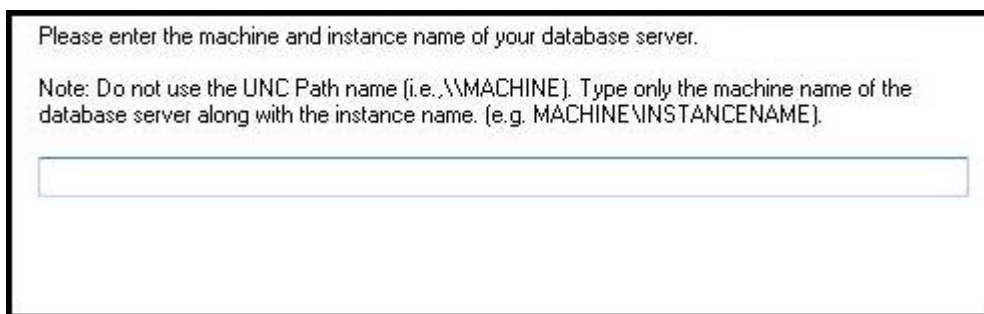 Please enter the machine and instance name of your database server.
Note: Do not use the UNC Path name (i.e.,\\MACHINE). Type only the machine name of the
database server along with the instance name. (e.g. MACHINE\INSTANCENAME).